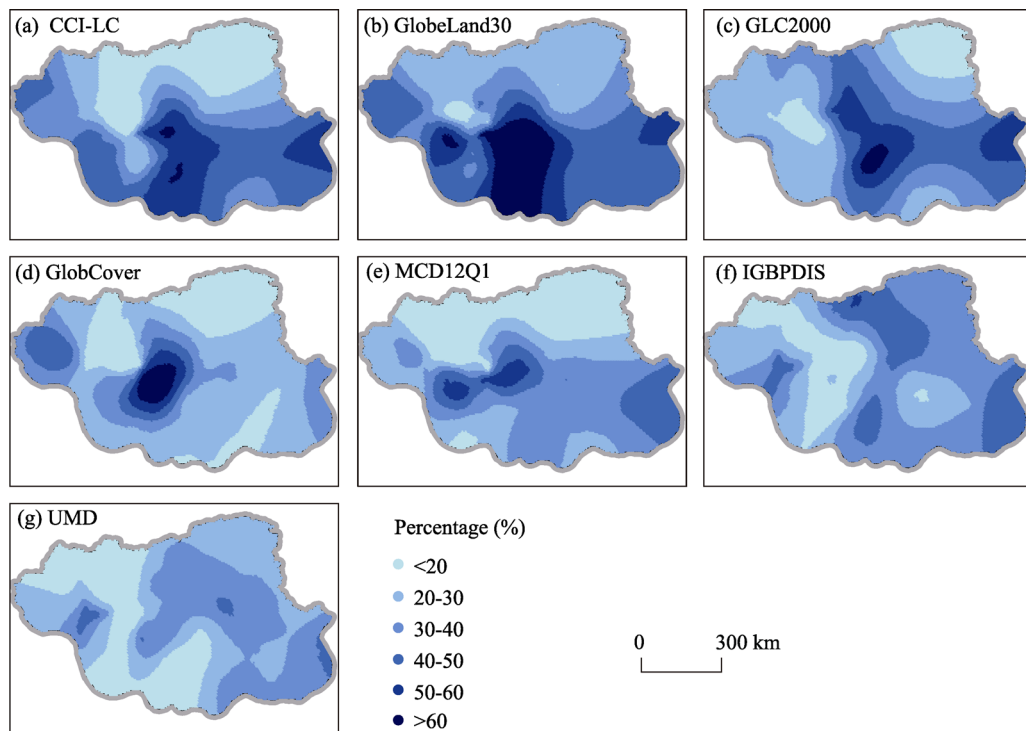 (a) CCI-LC
(b) GlobeLand30
(c) GLC2000
(d) GlobCover
(e) MCD12Q1
(f) IGBPDIS
(g) UMD
Percentage (%)
<20
20-30
30-40
40-50
50-60
>60
0 300 km